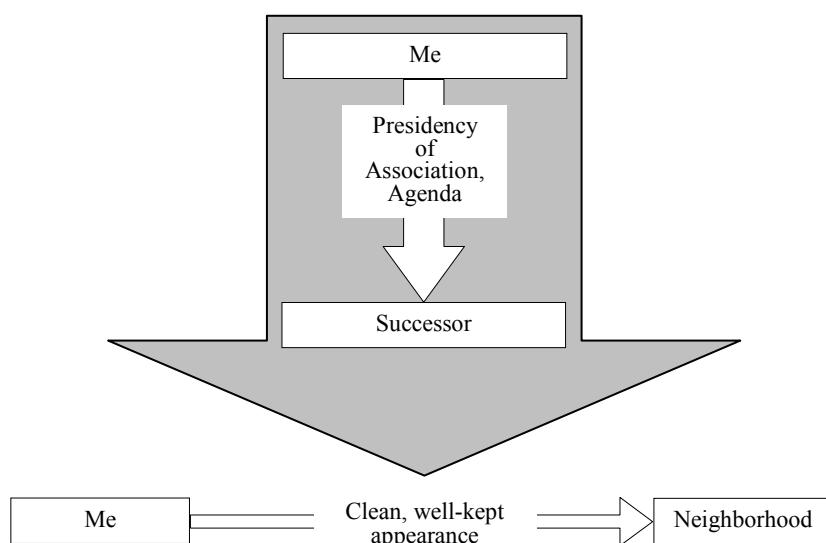 Me
Presidency
of
Association,
Agenda
Successor
Me
Clean, well-kept
appearance
Neighborhood